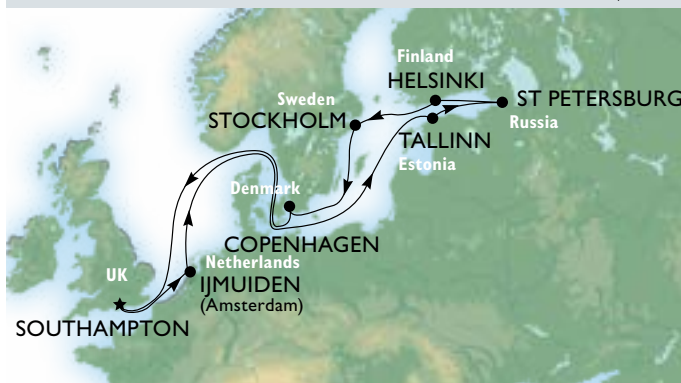 Finland
HELSINKI
ST PETERSBURG
Russia
Sweden
STOCKHOLM
TALLINN
Estonia
Denmark
COPENHAGEN
Netherlands
IJMUIDEN
(Amsterdam)
UK
SOUTHAMPTON